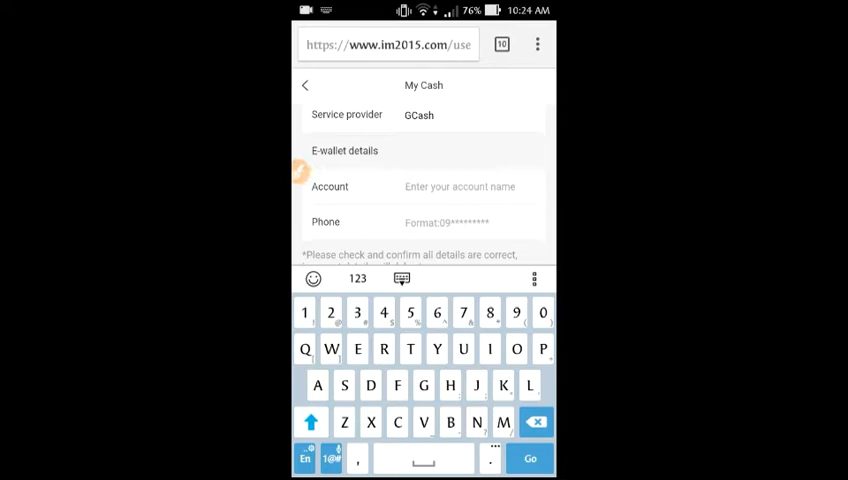 76% 10:24 AM
https://www.im2015.com/use 10
My Cash
Service provider GCash
E-wallet details
Account Enter your account name
Phone Format:09*********
*Please check and confirm all details are correct,
123
1 2 3 4 5 6 7 8 9 0
Q W E R T Y U I O P
A S D F G H J K L
Z X C V B N M
En 1@# , . Go